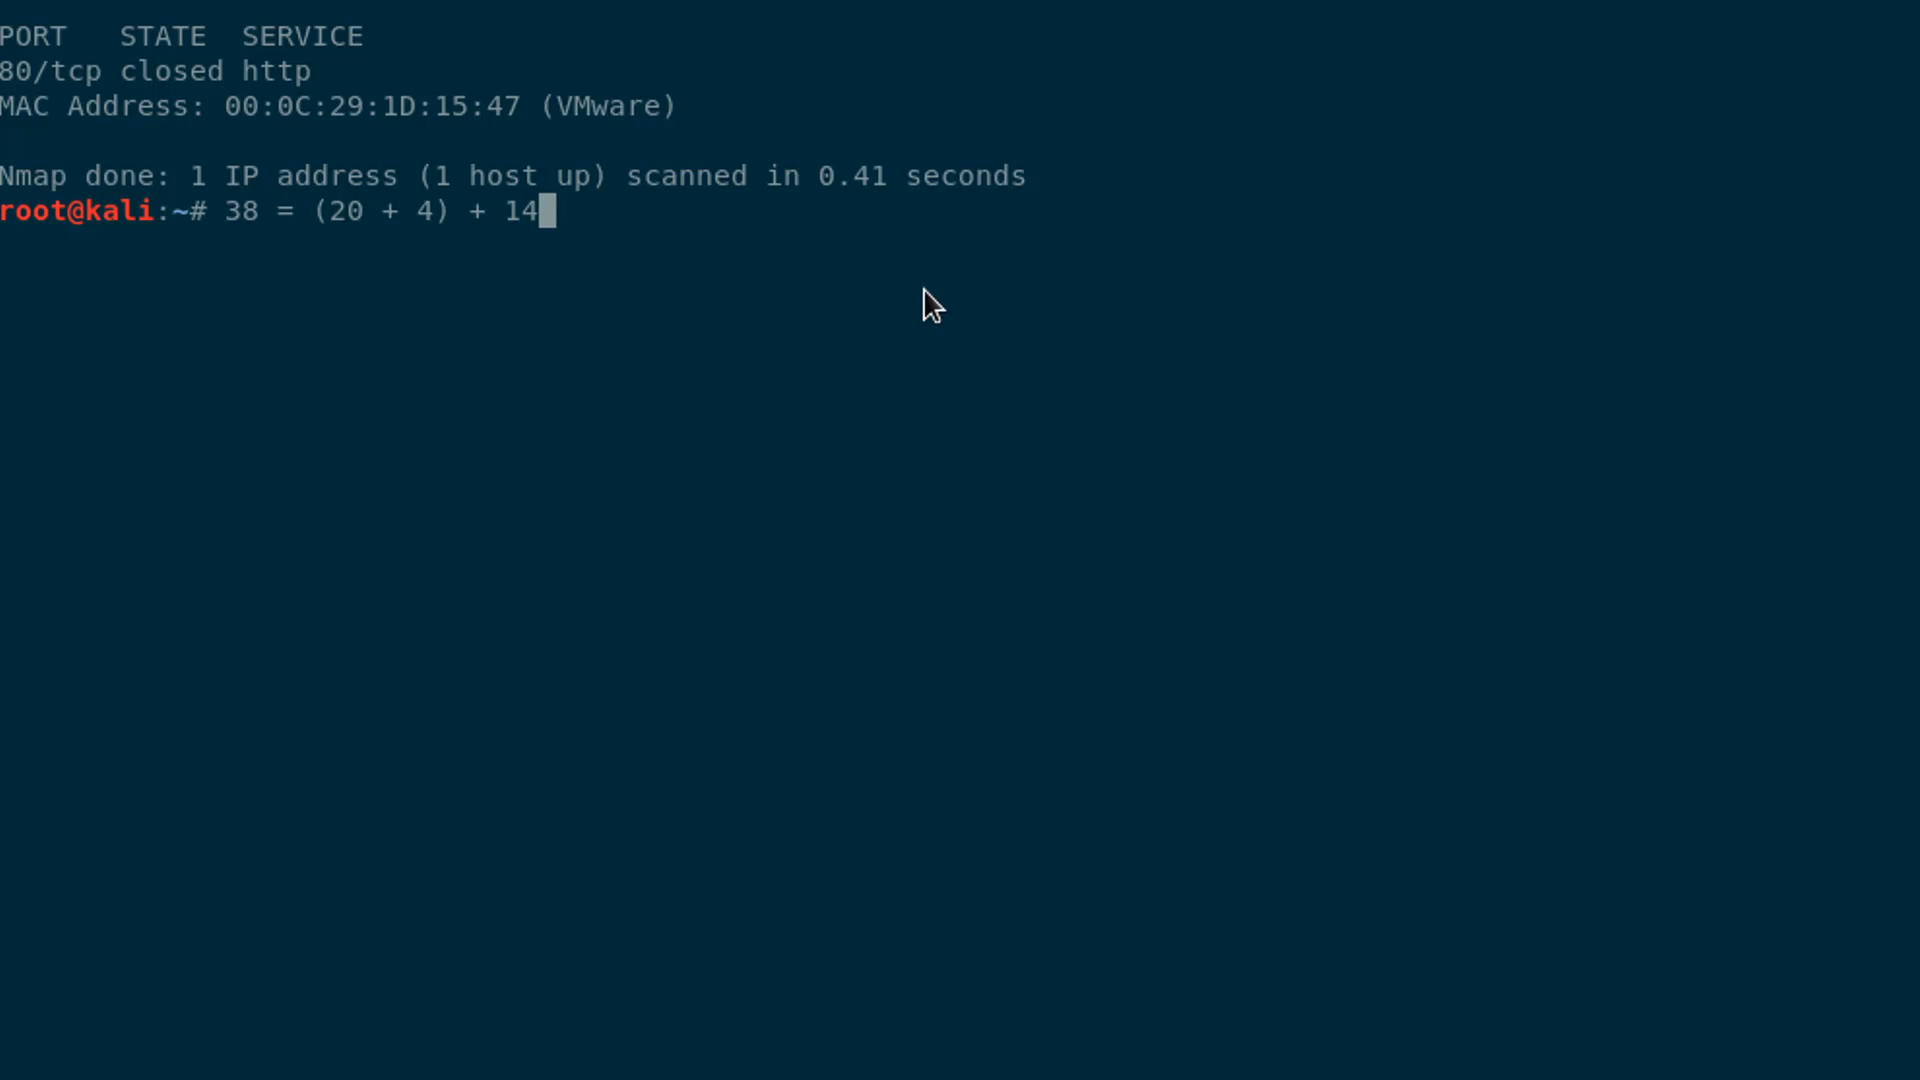 PORT   STATE  SERVICE
80/tcp closed http
MAC Address: 00:0C:29:1D:15:47 (VMware)
Nmap done: 1 IP address (1 host up) scanned in 0.41 seconds
root@kali:~# 38 = (20 + 4) + 14